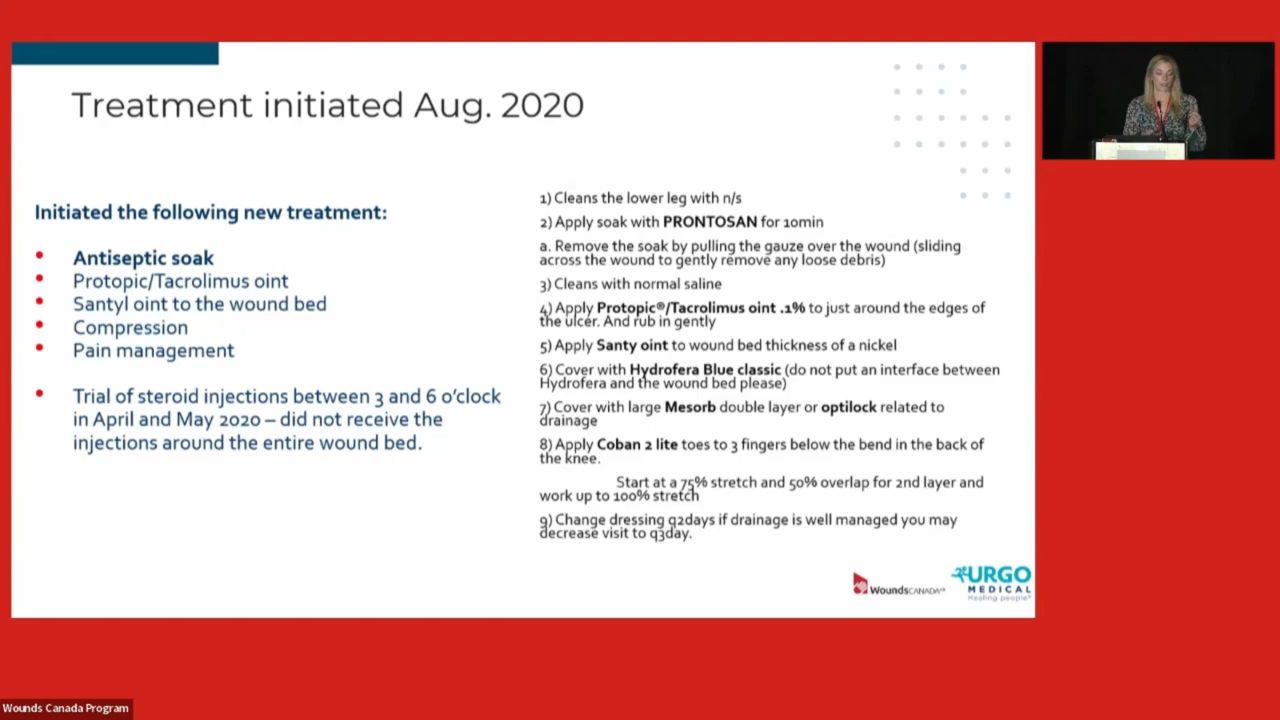 Treatment initiated Aug. 2020
Initiated the following new treatment:
• Antiseptic soak
• Protopic/Tacrolimus oint
• Santyl oint to the wound bed
• Compression
• Pain management
• Trial of steroid injections between 3 and 6 o'clock
in April and May 2020 – did not receive the
injections around the entire wound bed.
1) Cleans the lower leg with n/s
2) Apply soak with PRONTOSAN for 10min
a. Remove the soak by pulling the gauze over the wound (sliding
across the wound to gently remove any loose debris)
3) Cleans with normal saline
4) Apply Protopic®/Tacrolimus oint .1% to just around the edges of
the ulcer. And rub in gently
5) Apply Santy oint to wound bed thickness of a nickel
6) Cover with Hydrofera Blue classic (do not put an interface between
Hydrofera and the wound bed please)
7) Cover with large Mesorb double layer or optilock related to
drainage
8) Apply Coban 2 lite toes to 3 fingers below the bend in the back of
the knee.
Start at a 75% stretch and 50% overlap for 2nd layer and
work up to 100% stretch
9) Change dressing q2days if drainage is well managed you may
decrease visit to q3day.
WoundsCANADA
URGO
MEDICAL
Healing people®
Wounds Canada Program